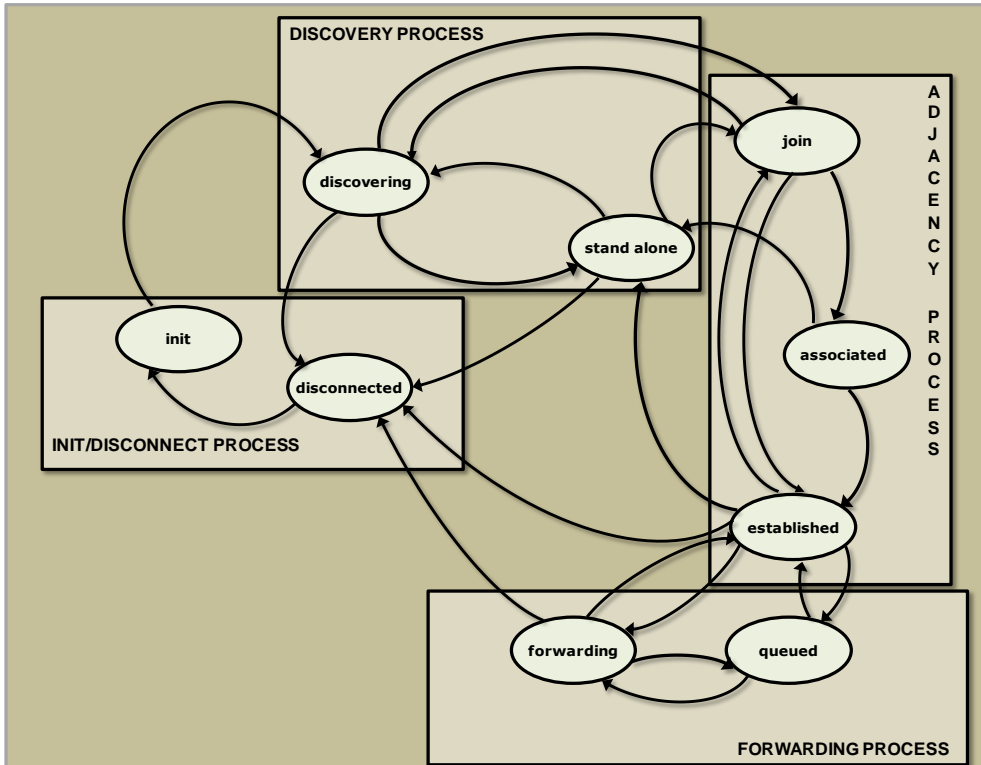 DISCOVERY PROCESS
ADJACENCY PROCESS
join
discovering
stand alone
init
associated
disconnected
INIT/DISCONNECT PROCESS
established
forwarding
queued
FORWARDING PROCESS